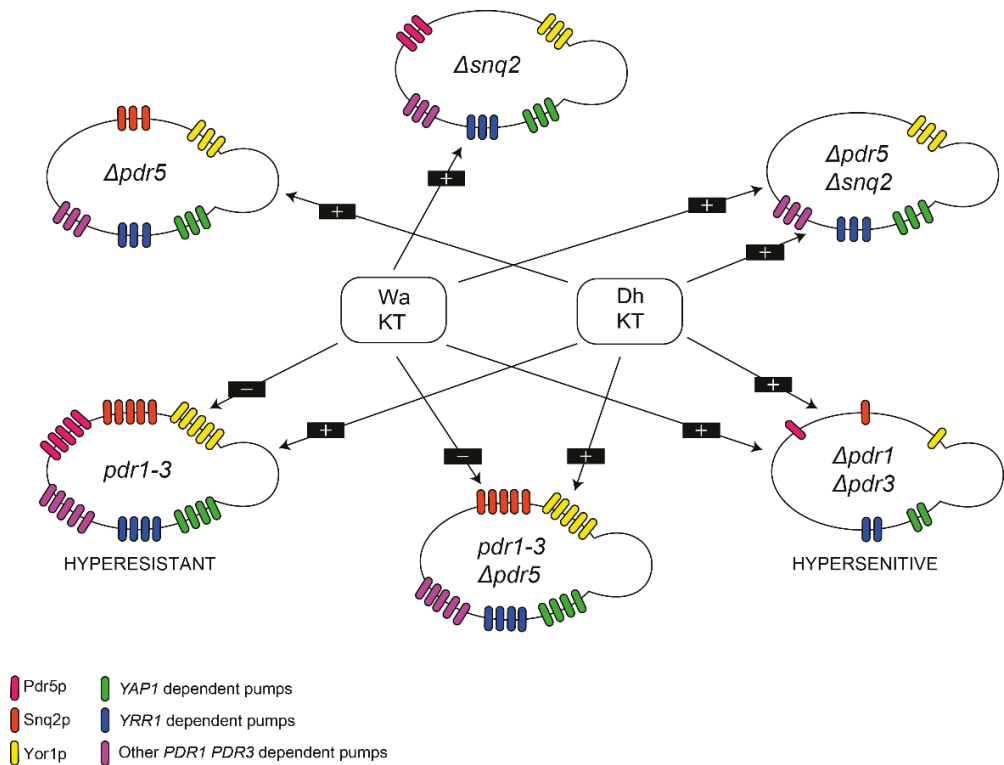 Δsnq2
Δpdr5
Δpdr5
Δsnq2
+
+
+
+
Wa
KT
Dh
KT
−
+
+
+
−
+
pdr1-3
Δpdr1
Δpdr3
pdr1-3
Δpdr5
HYPERESISTANT
HYPERSENITIVE
Pdr5p
YAP1 dependent pumps
Snq2p
YRR1 dependent pumps
Yor1p
Other PDR1 PDR3 dependent pumps